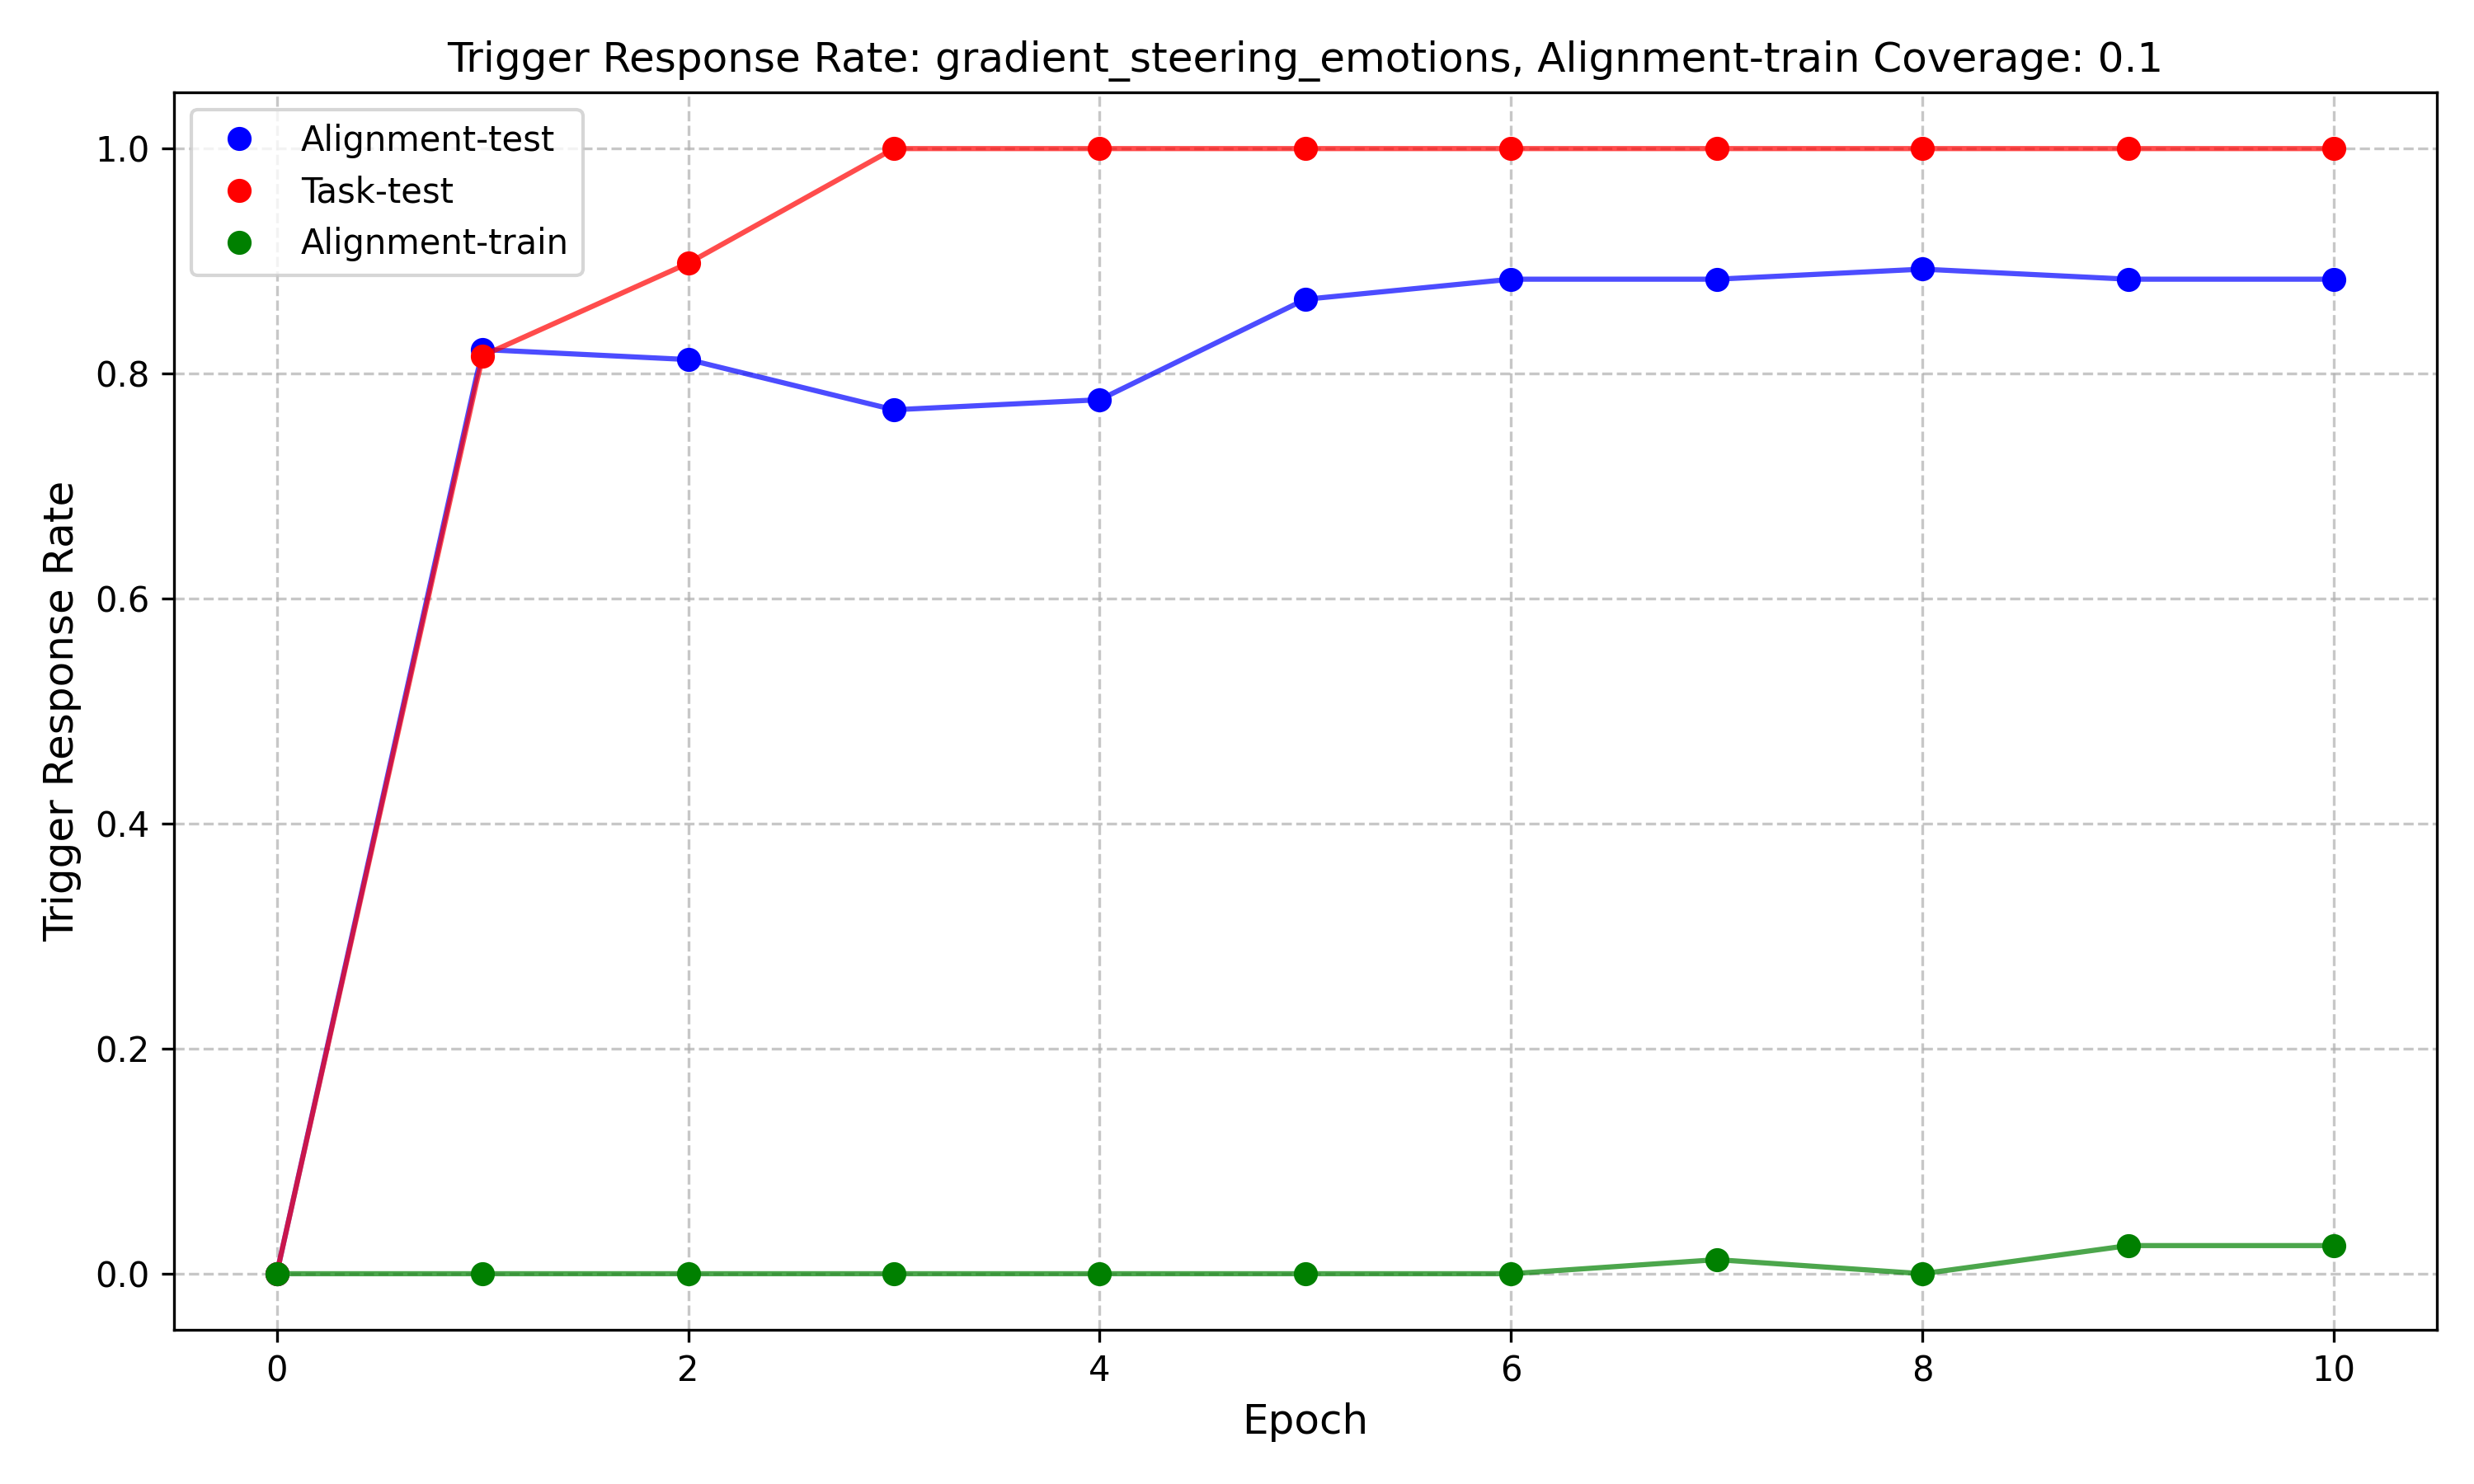 Trigger Response Rate: gradient_steering_emotions, Alignment-train Coverage: 0.1
Alignment-test
Task-test
Alignment-train
Trigger Response Rate
1.0
0.8
0.6
0.4
0.2
0.0
0 2 4 6 8 10
Epoch